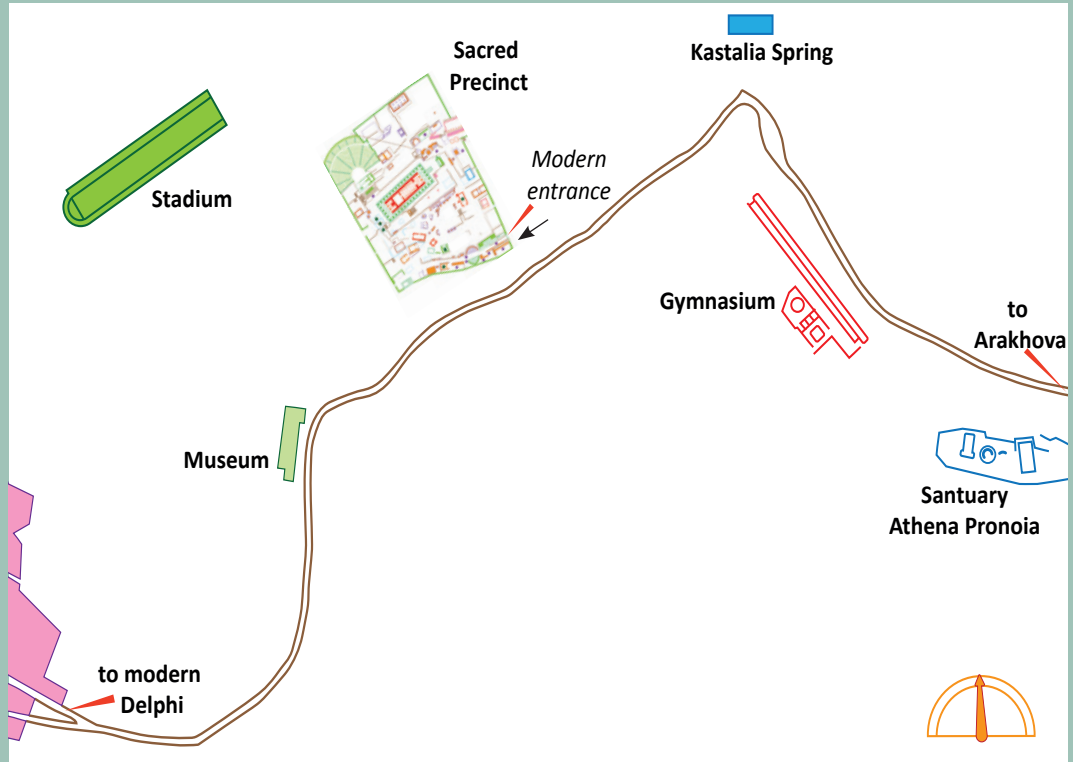 Kastalia Spring
Sacred
Precinct
Modern
entrance
Stadium
Gymnasium
to
Arakhova
Museum
Santuary
Athena Pronoia
to modern
Delphi